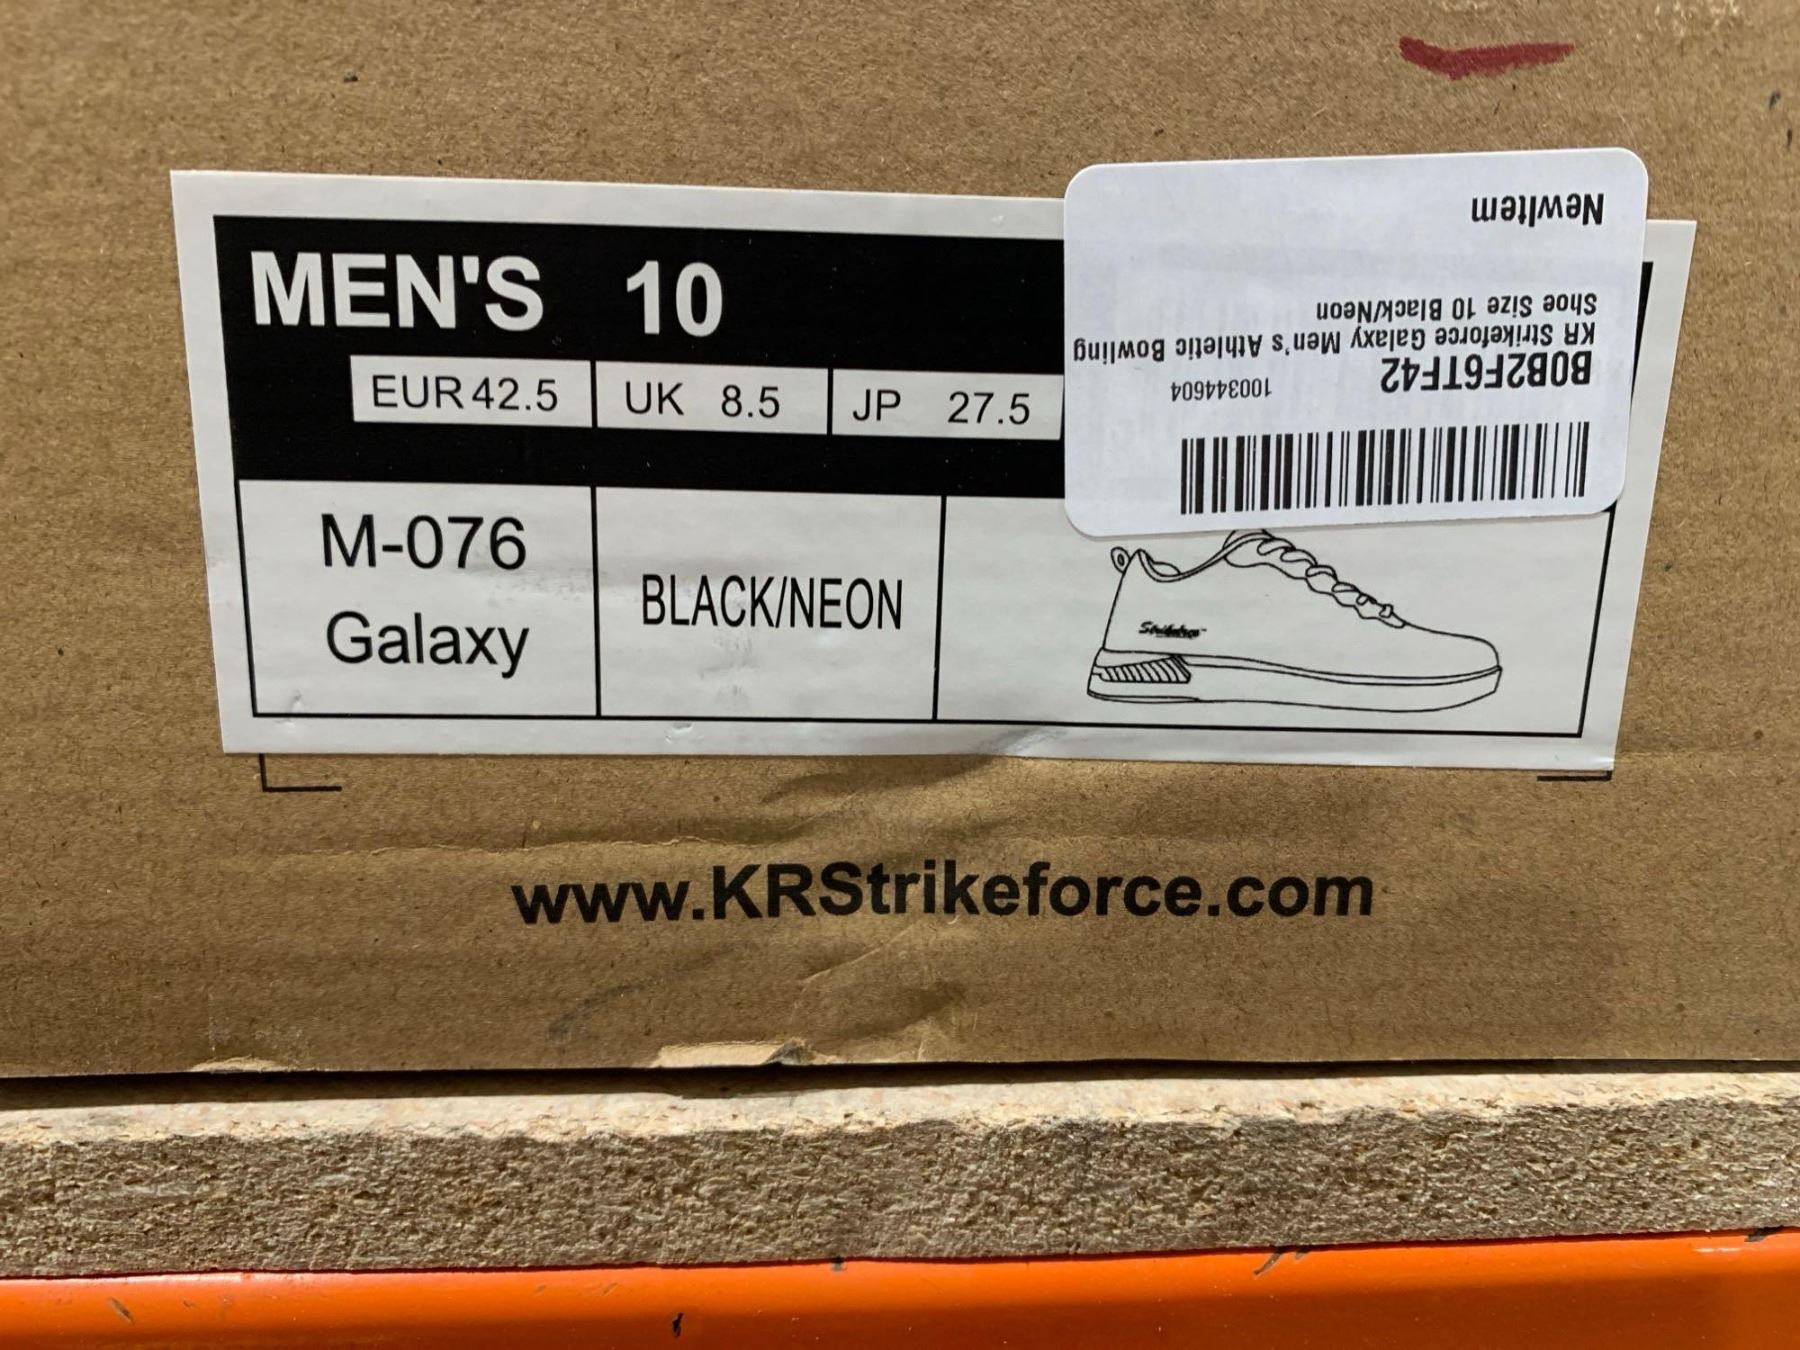 MEN'S 10
EUR 42.5 UK 8.5 JP 27.5
M-076
Galaxy
BLACK/NEON
Strikeforce
B0B2F6TF42 100344604
KR Strikeforce Galaxy Men's Athletic Bowling
Shoe Size 10 Black/Neon
NewItem
www.KRStrikeforce.com